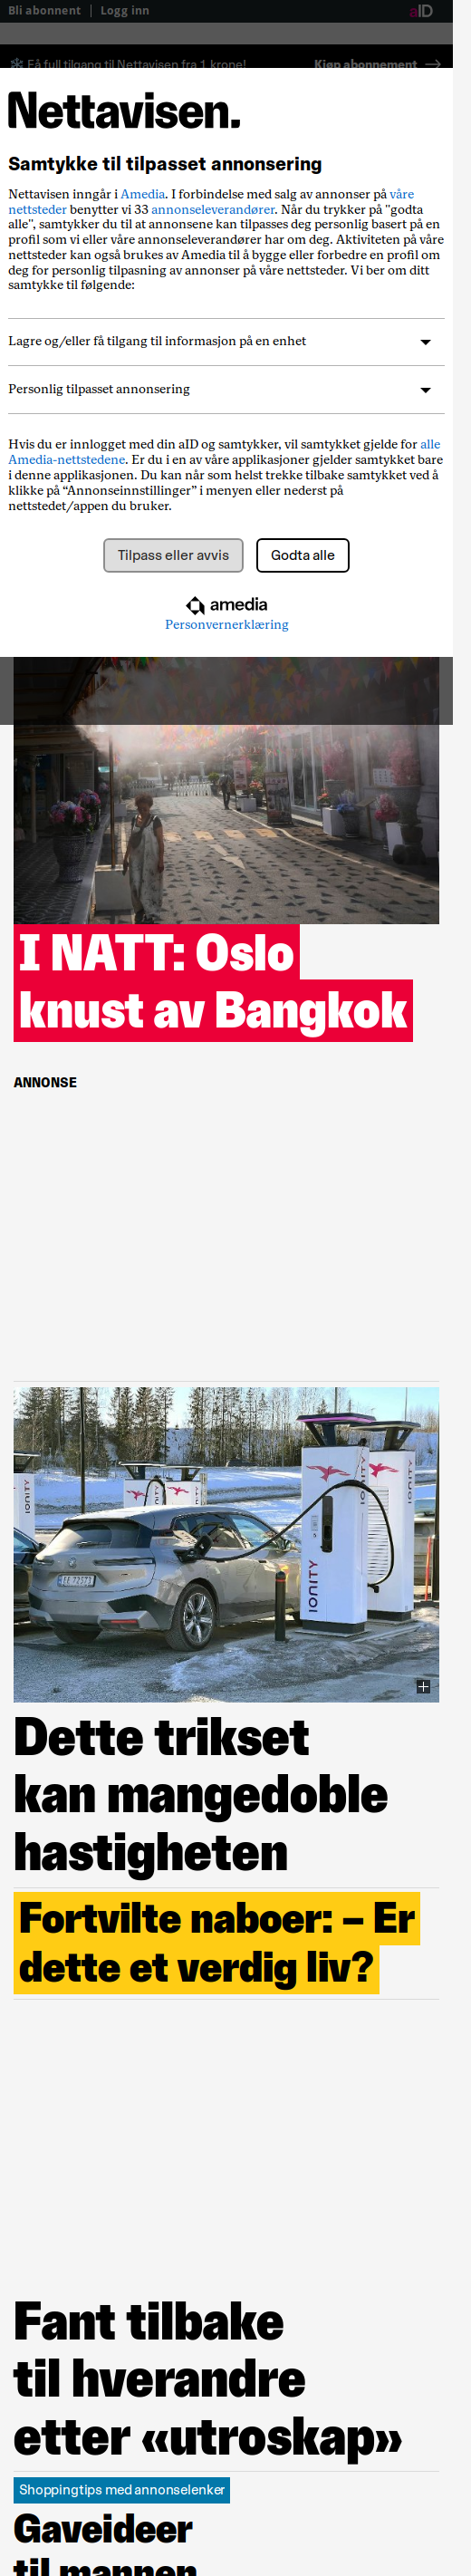 Bli abonnent | Logg inn
aID
Få full tilgang til Nettavisen fra 1 krone!
Kjøp abonnement
Nettavisen.
Samtykke til tilpasset annonsering
Nettavisen inngår i Amedia. I forbindelse med salg av annonser på våre
nettsteder benytter vi 33 annonseleverandører. Når du trykker på "godta
alle", samtykker du til at annonsene kan tilpasses deg personlig basert på en
profil som vi eller våre annonseleverandører har om deg. Aktiviteten på våre
nettsteder kan også brukes av Amedia til å bygge eller forbedre en profil om
deg for personlig tilpasning av annonser på våre nettsteder. Vi ber om ditt
samtykke til følgende:
Lagre og/eller få tilgang til informasjon på en enhet
Personlig tilpasset annonsering
Hvis du er innlogget med din aID og samtykker, vil samtykket gjelde for alle
Amedia-nettstedene. Er du i en av våre applikasjoner gjelder samtykket bare
i denne applikasjonen. Du kan når som helst trekke tilbake samtykket ved å
klikke på “Annonseinnstillinger” i menyen eller nederst på
nettstedet/appen du bruker.
Tilpass eller avvis
Godta alle
amedia
Personvernerklæring
I NATT: Oslo
knust av Bangkok
ANNONSE
IONITY
Dette trikset
kan mangedoble
hastigheten
Fortvilte naboer: – Er
dette et verdig liv?
Fant tilbake
til hverandre
etter «utroskap»
Shoppingtips med annonselenker
Gaveideer
til mannen